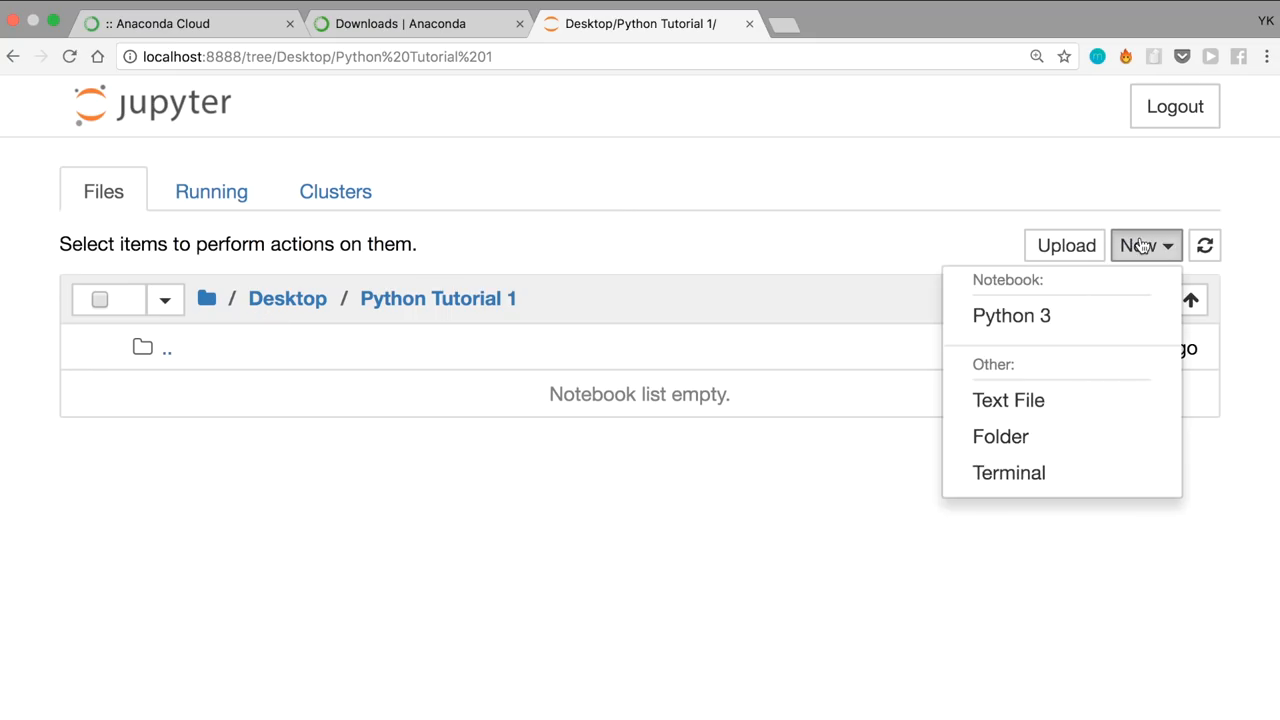 :: Anaconda Cloud
Downloads | Anaconda
Desktop/Python Tutorial 1/
YK
localhost:8888/tree/Desktop/Python%20Tutorial%201
jupyter
Logout
Files
Running
Clusters
Select items to perform actions on them.
Upload
New
/ Desktop / Python Tutorial 1
..
go
Notebook list empty.
Notebook:
Python 3
Other:
Text File
Folder
Terminal